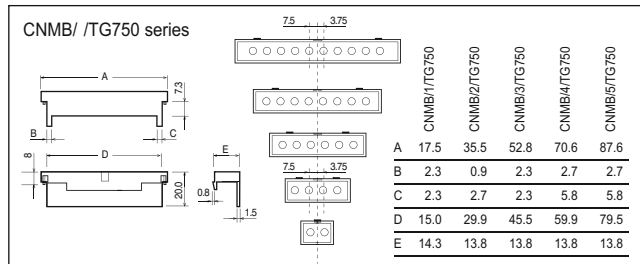 CNMB/ /TG750 series
7.5 3.75
A
7.3
B C
D E
8
20.0
0.8
1.5
7.5 3.75
CNMB/1/TG750 CNMB/2/TG750 CNMB/3/TG750 CNMB/4/TG750 CNMB/5/TG750
A 17.5 35.5 52.8 70.6 87.6
B 2.3 0.9 2.3 2.7 2.7
C 2.3 2.7 2.3 5.8 5.8
D 15.0 29.9 45.5 59.9 79.5
E 14.3 13.8 13.8 13.8 13.8